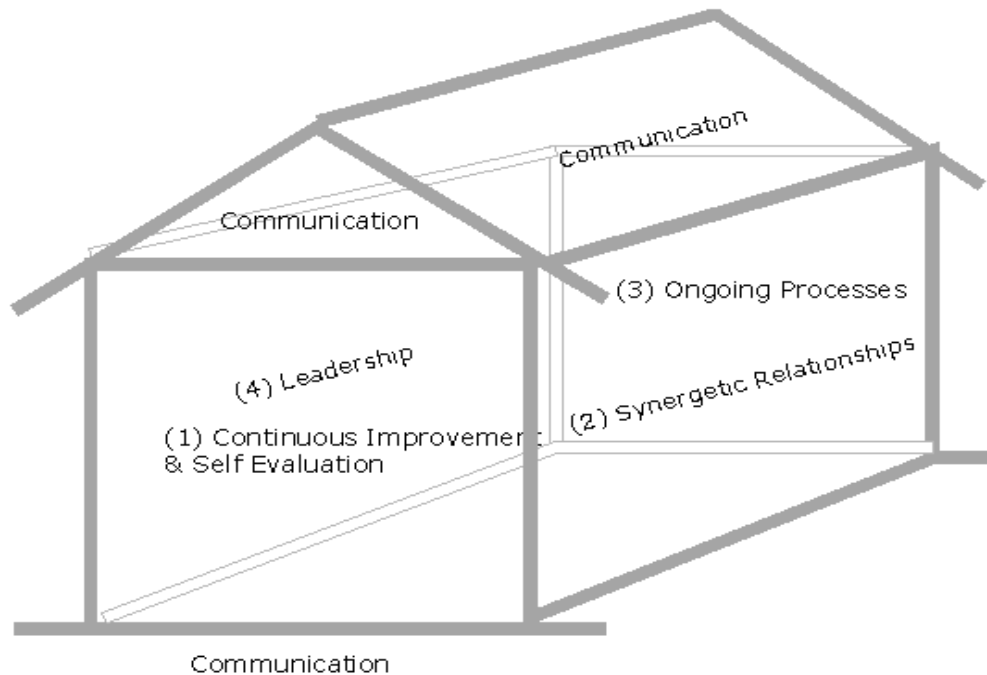 Communication
Communication
(3) Ongoing Processes
(4) Leadership
(2) Synergetic Relationships
(1) Continuous Improvement
& Self Evaluation
Communication